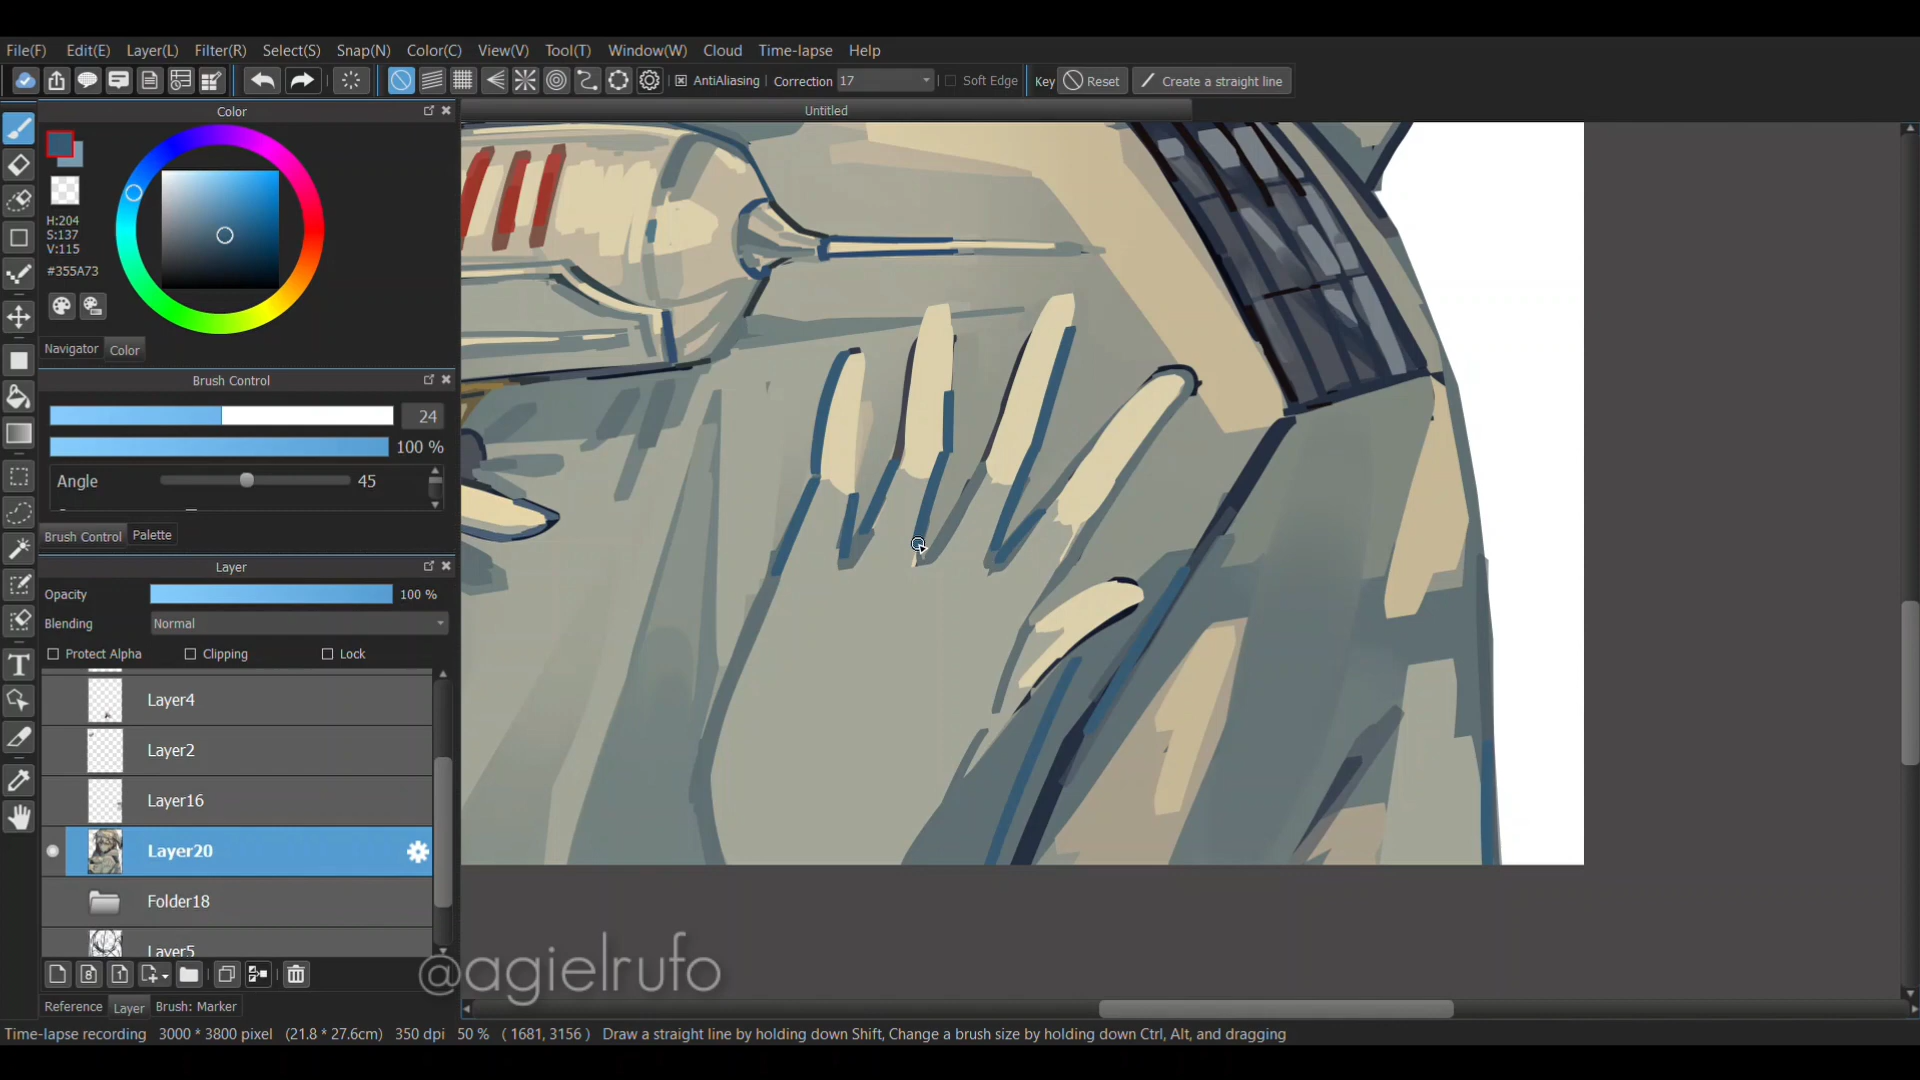 File(F) Edit(E) Layer(L) Filter(R) Select(S) Snap(N) Color(C) View(V) Tool(T) Window(W) Cloud Time-lapse Help
AntiAliasing Correction 17 Soft Edge Key Reset Create a straight line
Color
Untitled
H:204
S:137
V:115
#355A73
Navigator Color
Brush Control
24
100 %
Angle 45
Brush Control Palette
Layer
Opacity 100 %
Blending Normal
Protect Alpha Clipping Lock
Layer4
Layer2
Layer16
Layer20
Folder18
Layer5
@agielrufo
Reference Layer Brush: Marker
Time-lapse recording 3000 * 3800 pixel (21.8 * 27.6cm) 350 dpi 50 % ( 1681, 3156 ) Draw a straight line by holding down Shift, Change a brush size by holding down Ctrl, Alt, and dragging